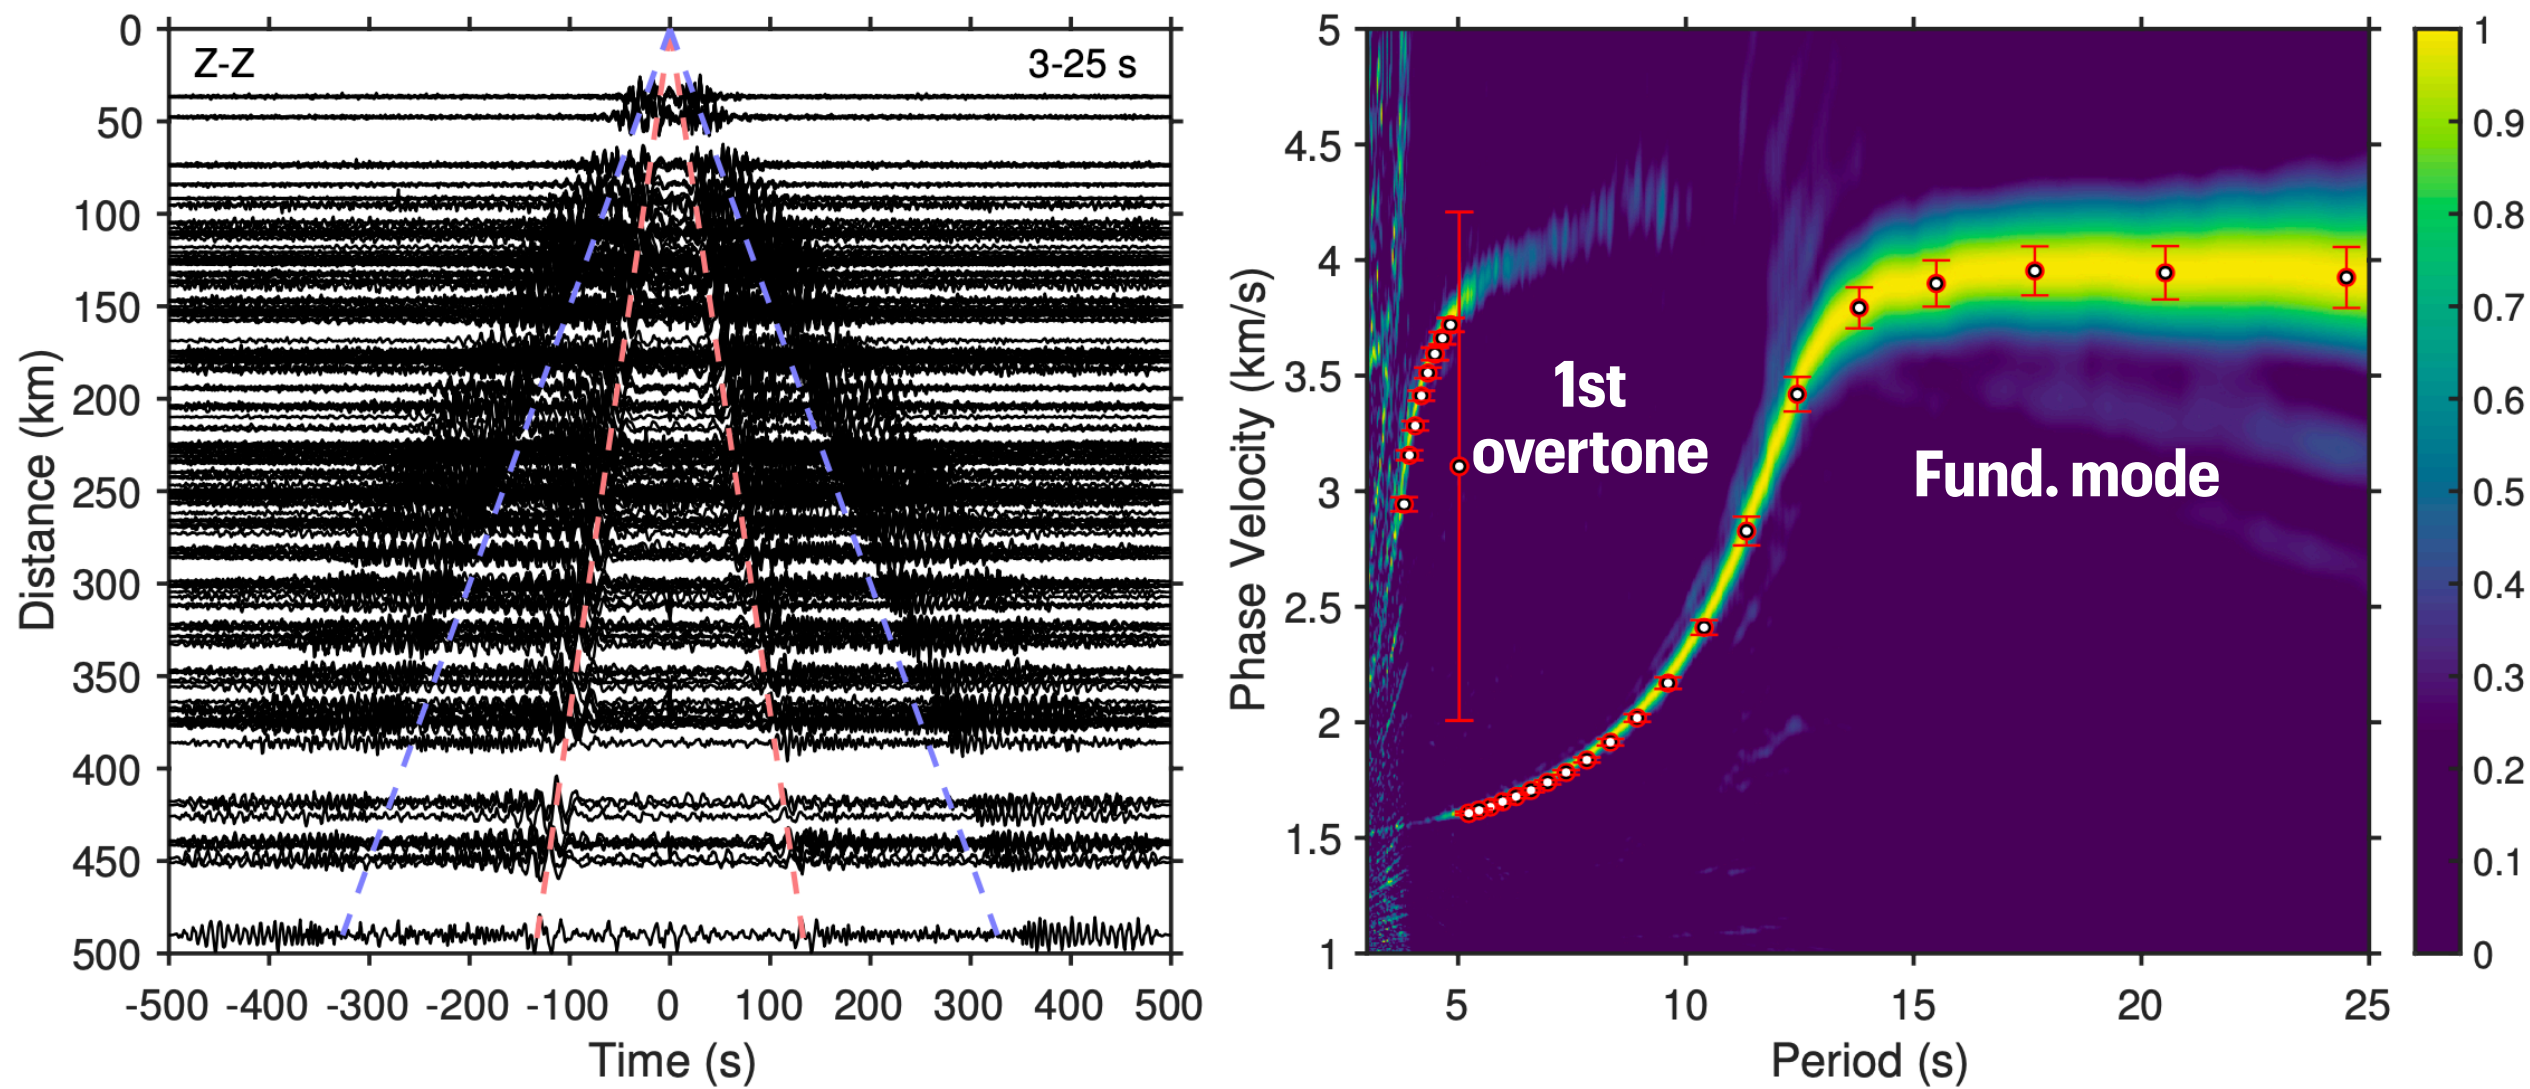 Z-Z
3-25 s
0
50
100
150
200
250
300
350
400
450
500
Distance (km)
-500 -400 -300 -200 -100 0 100 200 300 400 500
Time (s)
5
4.5
4
3.5
3
2.5
2
1.5
1
Phase Velocity (km/s)
1st
overtone
Fund. mode
5 10 15 20 25
Period (s)
1
0.9
0.8
0.7
0.6
0.5
0.4
0.3
0.2
0.1
0